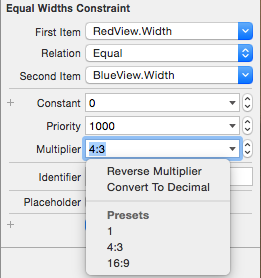 Equal Widths Constraint
First Item RedView.Width
Relation Equal
Second Item BlueView.Width
+ Constant 0
Priority 1000
Multiplier 4:3
Identifier
Placeholder
+
Reverse Multiplier
Convert To Decimal
Presets
1
4:3
16:9